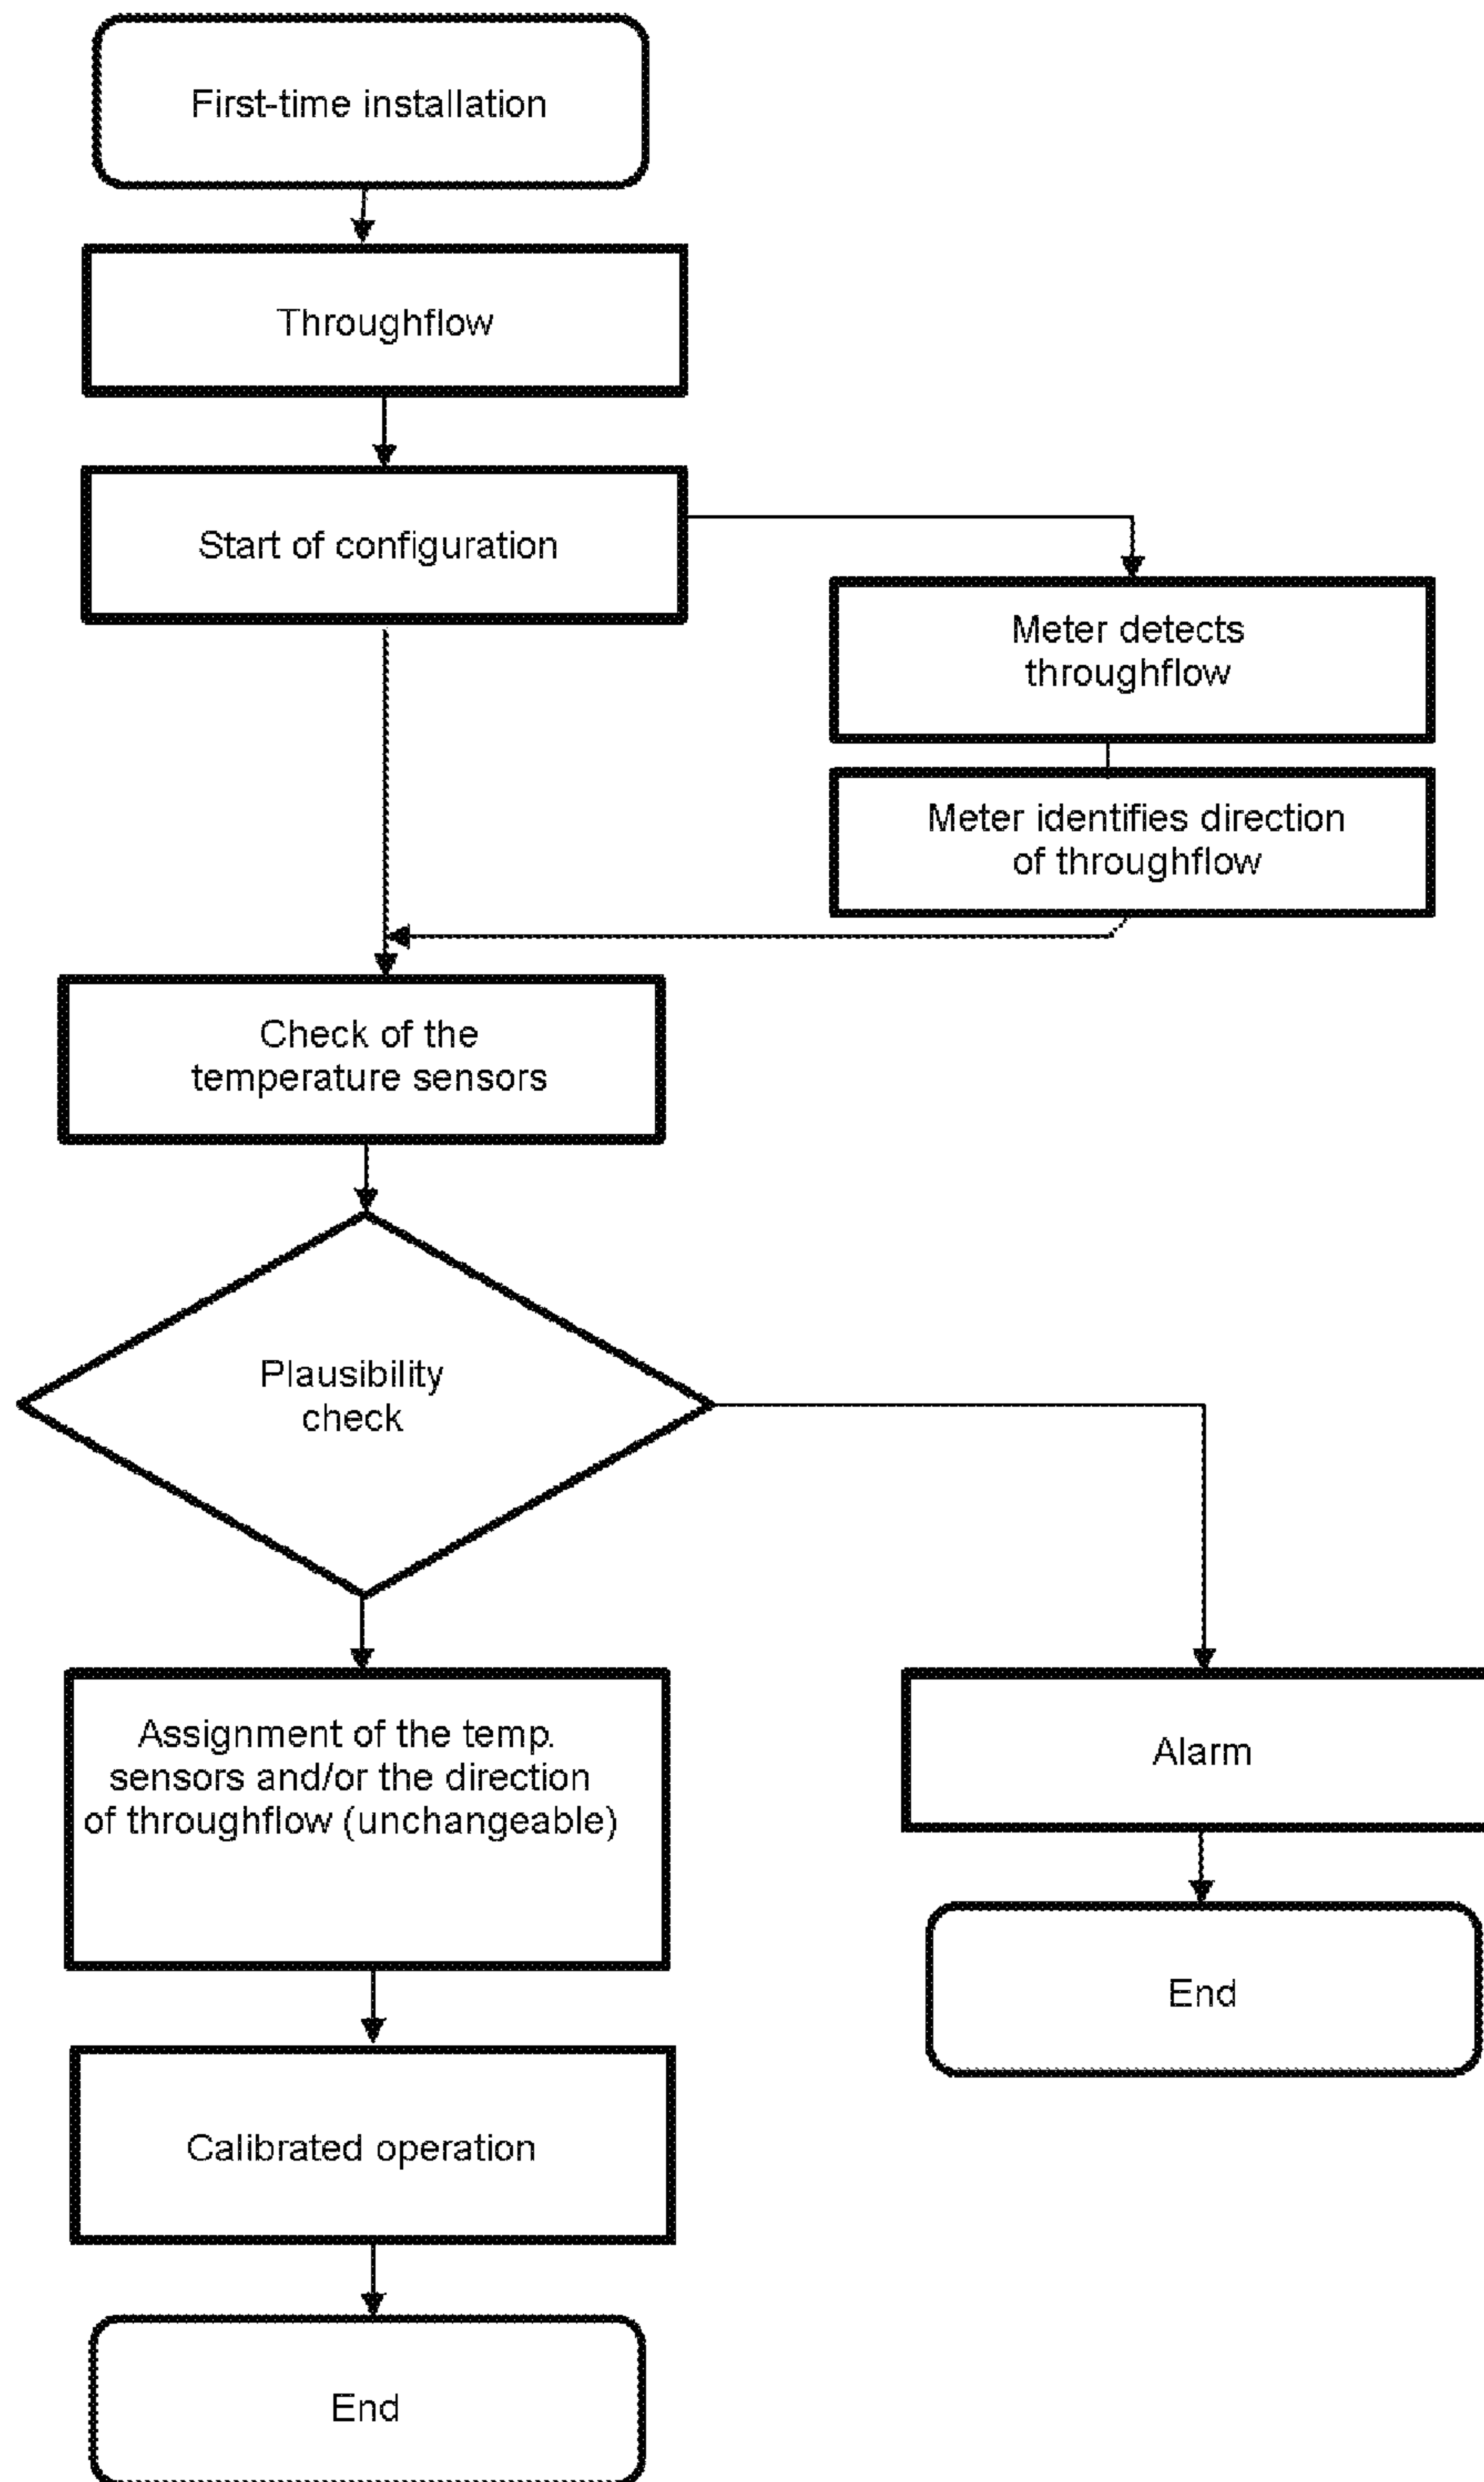 First-time installation
Throughflow
Start of configuration
Meter detects
throughflow
Meter identifies direction
of throughflow
Check of the
temperature sensors
Plausibility
check
Assignment of the temp.
sensors and/or the direction
of throughflow (unchangeable)
Alarm
End
Calibrated operation
End